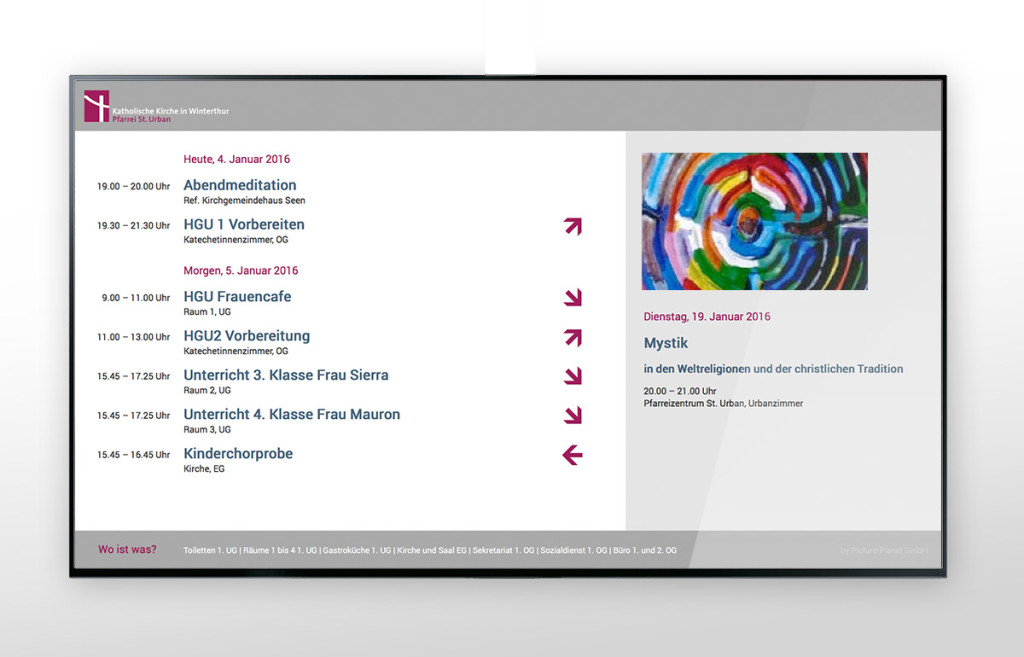 Katholische Kirche in Winterthur
Pfarrei St. Urban
Heute, 4. Januar 2016
19.00 – 20.00 Uhr Abendmeditation
Ref. Kirchgemeindehaus Seen
19.30 – 21.30 Uhr HGU 1 Vorbereiten
Katechetinnenzimmer, OG
Morgen, 5. Januar 2016
9.00 – 11.00 Uhr HGU Frauencafe
Raum 1, UG
11.00 – 13.00 Uhr HGU2 Vorbereitung
Katechetinnenzimmer, OG
15.45 – 17.25 Uhr Unterricht 3. Klasse Frau Sierra
Raum 2, UG
15.45 – 17.25 Uhr Unterricht 4. Klasse Frau Mauron
Raum 3, UG
15.45 – 16.45 Uhr Kinderchorprobe
Kirche, EG
Dienstag, 19. Januar 2016
Mystik
in den Weltreligionen und der christlichen Tradition
20.00 – 21.00 Uhr
Pfarreizentrum St. Urban, Urbanzimmer
Wo ist was? Toiletten 1. UG | Räume 1 bis 4 1. UG | Gastroküche 1. UG | Kirche und Saal EG | Sekretariat 1. OG | Sozialdienst 1. OG | Büro 1. und 2. OG
by Picture Planet GmbH